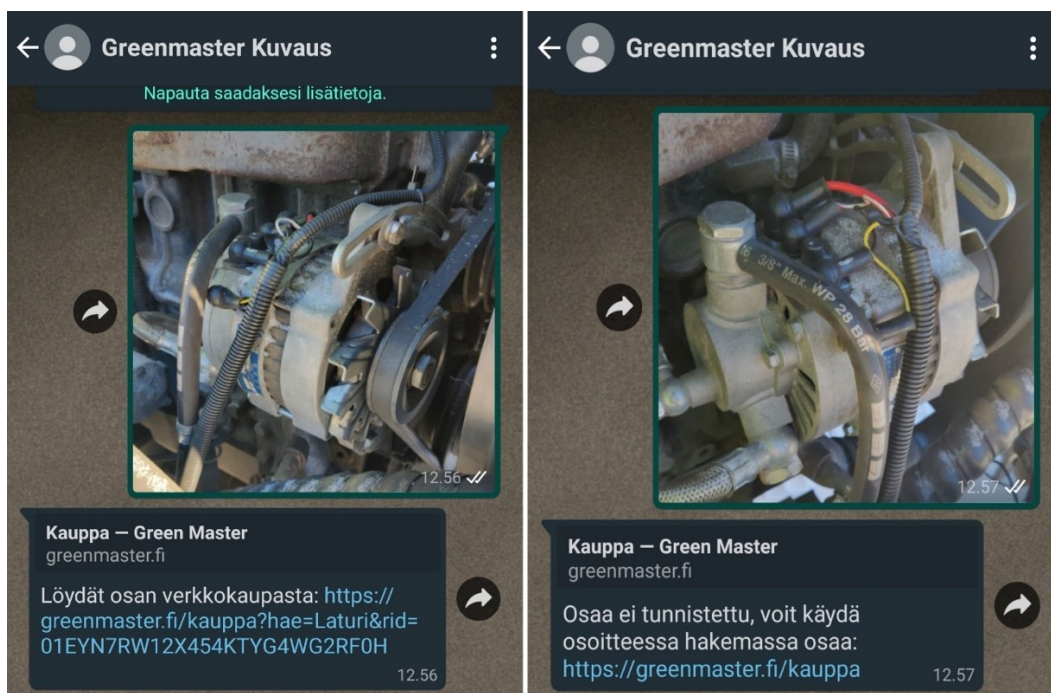 Greenmaster Kuvaus
Napauta saadaksesi lisätietoja.
12.56
Kauppa — Green Master
greenmaster.fi
Löydät osan verkkokaupasta: https://
greenmaster.fi/kauppa?hae=Laturi&rid=
01EYN7RW12X454KTYG4WG2RF0H
12.56
Greenmaster Kuvaus
3/8" Max. WP 28 Bar
12.57
Kauppa — Green Master
greenmaster.fi
Osaa ei tunnistettu, voit käydä
osoitteessa hakemassa osaa:
https://greenmaster.fi/kauppa
12.57